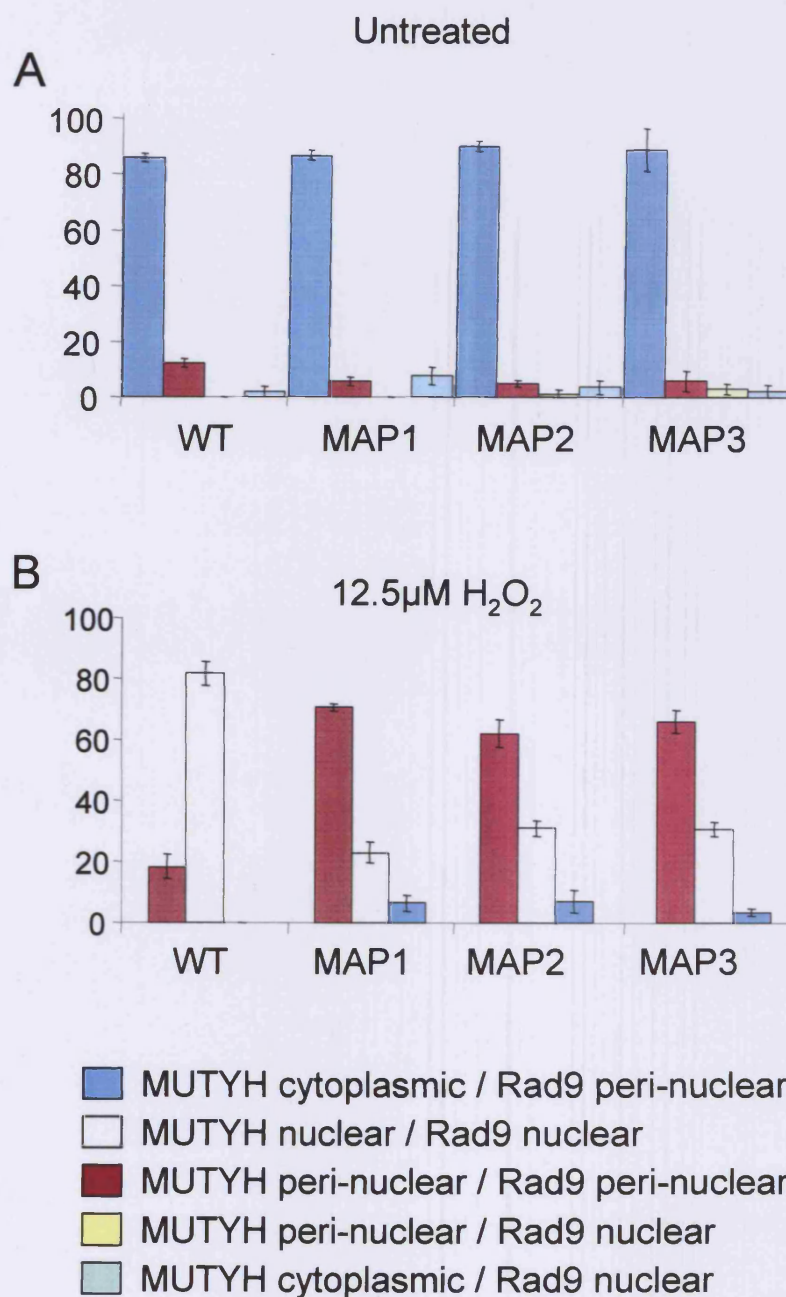 Untreated
A
100
80
60
40
20
0
WT MAP1 MAP2 MAP3
B
12.5µM H₂O₂
100
80
60
40
20
0
WT MAP1 MAP2 MAP3
MUTYH cytoplasmic / Rad9 peri-nuclear
MUTYH nuclear / Rad9 nuclear
MUTYH peri-nuclear / Rad9 peri-nuclear
MUTYH peri-nuclear / Rad9 nuclear
MUTYH cytoplasmic / Rad9 nuclear